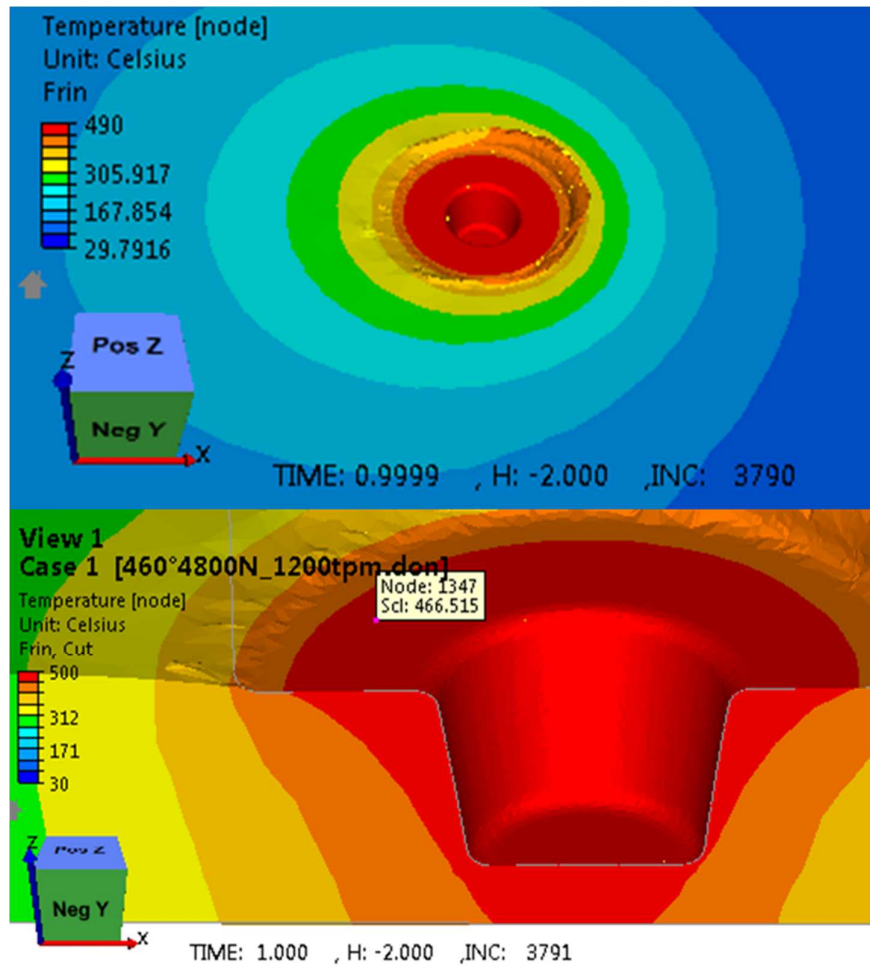 Temperature [node]
Unit: Celsius
Frin
490
305.917
167.854
29.7916
Pos Z
Z
Neg Y
X
TIME: 0.9999 , H: -2.000 ,INC: 3790
View 1
Case 1 [460°4800N_1200tpm.don]
Node: 1347
Scl: 466.515
Temperature [node]
Unit: Celsius
Frin, Cut
500
312
171
30
Z
Pos Z
Neg Y
X
TIME: 1.000 , H: -2.000 ,INC: 3791